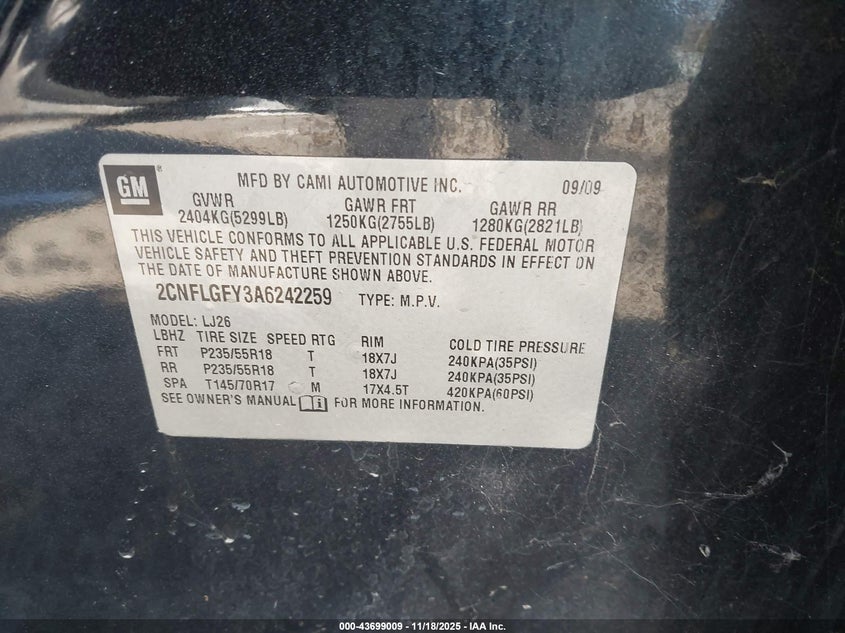 GM®
MFD BY CAMI AUTOMOTIVE INC. 09/09
GVWR GAWR FRT GAWR RR
2404KG(5299LB) 1250KG(2755LB) 1280KG(2821LB)
THIS VEHICLE CONFORMS TO ALL APPLICABLE U.S. FEDERAL MOTOR
VEHICLE SAFETY AND THEFT PREVENTION STANDARDS IN EFFECT ON
THE DATE OF MANUFACTURE SHOWN ABOVE.
2CNFLGFY3A6242259 TYPE: M.P.V.
MODEL: LJ26
LBHZ TIRE SIZE SPEED RTG RIM COLD TIRE PRESSURE
FRT P235/55R18 T 18X7J 240KPA(35PSI)
RR P235/55R18 T 18X7J 240KPA(35PSI)
SPA T145/70R17 M 17X4.5T 420KPA(60PSI)
SEE OWNER'S MANUAL FOR MORE INFORMATION.
000-43699009 - 11/18/2025 - IAA Inc.